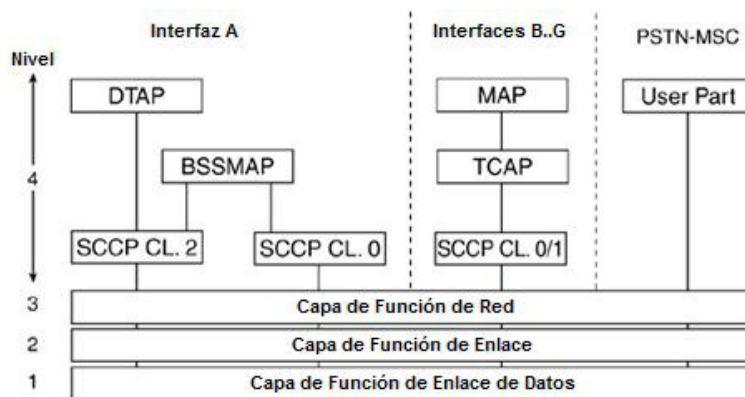 Interfaz A
Interfaces B..G
PSTN-MSC
Nivel
DTAP
MAP
User Part
BSSMAP
TCAP
4
SCCP CL. 2
SCCP CL. 0
SCCP CL. 0/1
3
Capa de Función de Red
2
Capa de Función de Enlace
1
Capa de Función de Enlace de Datos